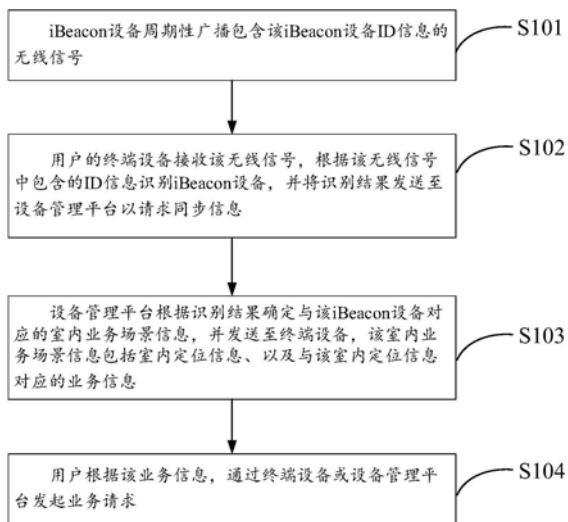 iBeacon设备周期性广播包含该iBeacon设备ID信息的
无线信号
S101
用户的终端设备接收该无线信号，根据该无线信号
中包含的ID信息识别iBeacon设备，并将识别结果发送至
设备管理平台以请求同步信息
S102
设备管理平台根据识别结果确定与该iBeacon设备对
应的室内业务场景信息，并发送至终端设备，该室内业
务场景信息包括室内定位信息、以及与该室内定位信息
对应的业务信息
S103
用户根据该业务信息，通过终端设备或设备管理平
台发起业务请求
S104